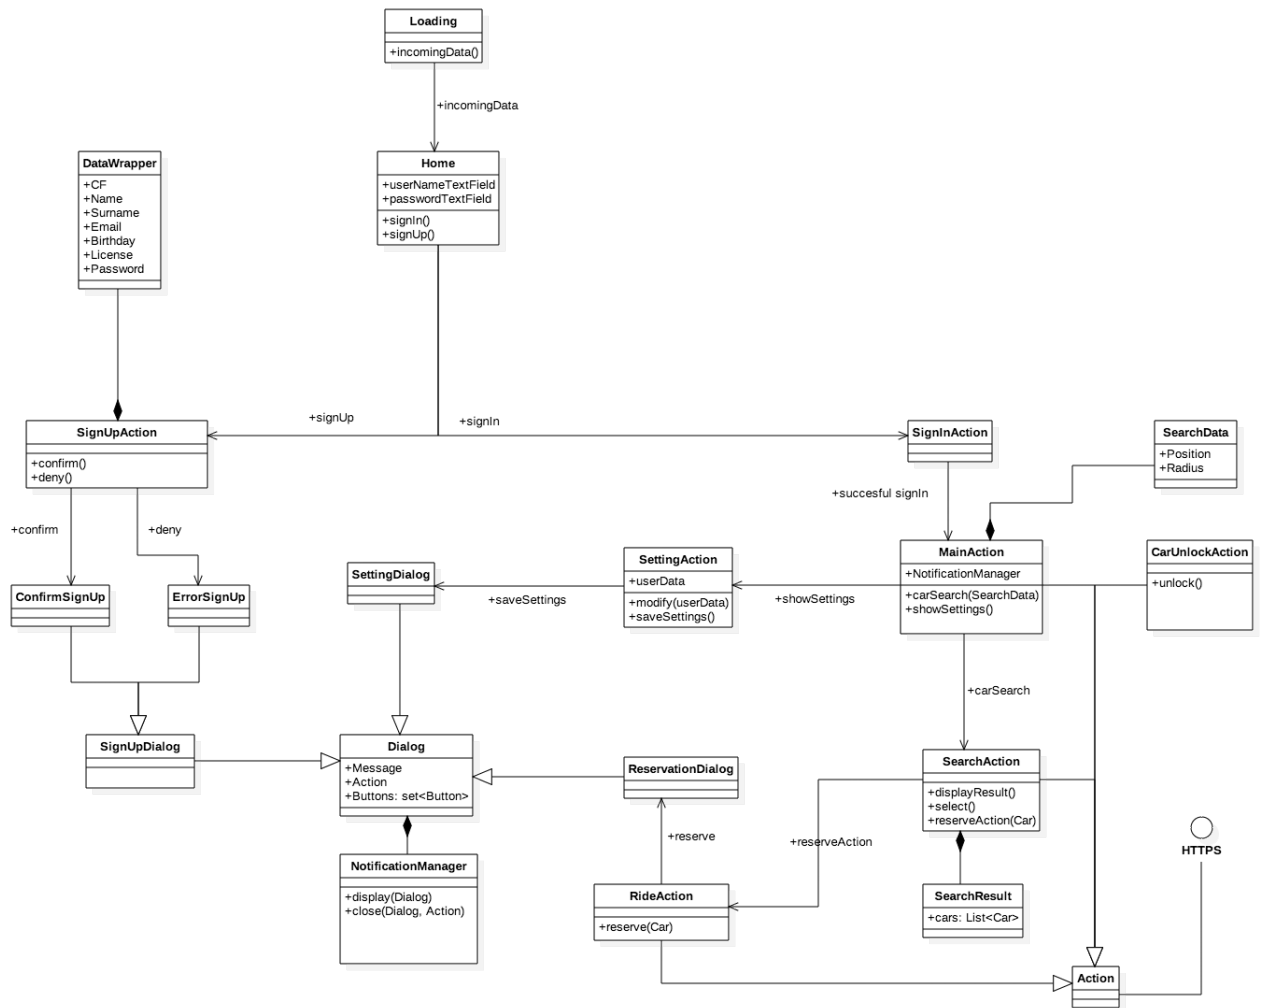 Loading
+incomingData()
+incomingData
DataWrapper
+CF
+Name
+Surname
+Email
+Birthday
+License
+Password
Home
+userNameTextField
+passwordTextField
+signIn()
+signUp()
+signUp
+signIn
SignUpAction
+confirm()
+deny()
SignInAction
SearchData
+Position
+Radius
+succesful signIn
+confirm
+deny
MainAction
+NotificationManager
+carSearch(SearchData)
+showSettings()
CarUnlockAction
+unlock()
SettingAction
+userData
+modify(userData)
+saveSettings()
SettingDialog
+saveSettings
+showSettings
ConfirmSignUp
ErrorSignUp
+carSearch
SignUpDialog
Dialog
+Message
+Action
+Buttons: set<Button>
ReservationDialog
SearchAction
+displayResult()
+select()
+reserveAction(Car)
+reserve
+reserveAction
HTTPS
NotificationManager
+display(Dialog)
+close(Dialog, Action)
RideAction
+reserve(Car)
SearchResult
+cars: List<Car>
Action